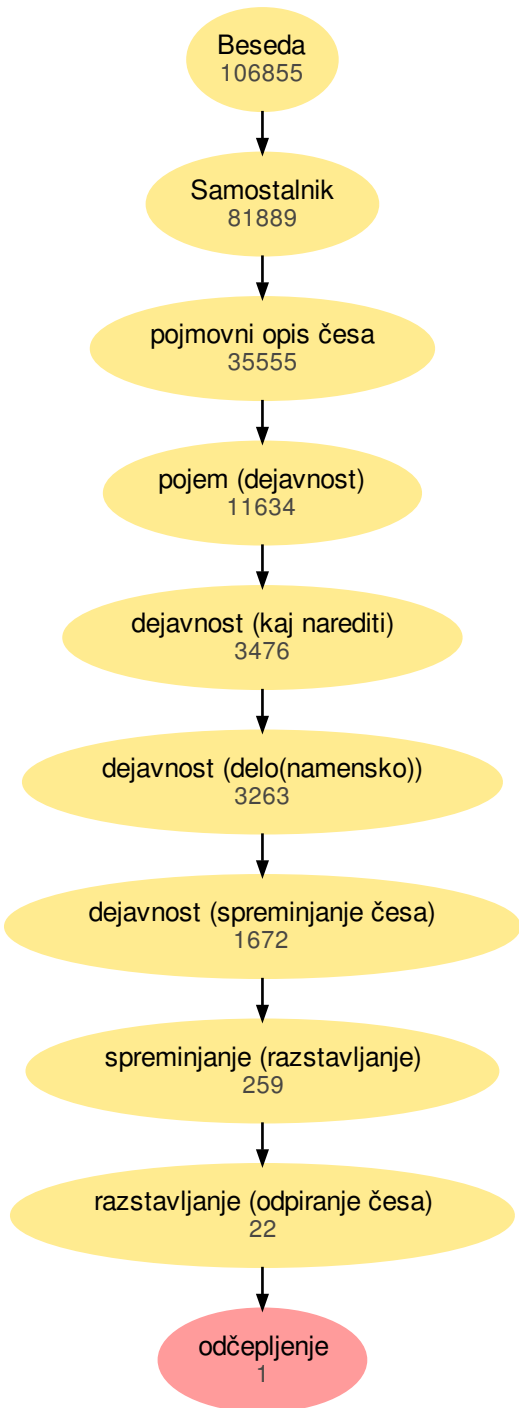 Beseda
106855
Samostalnik
81889
pojmovni opis česa
35555
pojem (dejavnost)
11634
dejavnost (kaj narediti)
3476
dejavnost (delo(namensko))
3263
dejavnost (spreminjanje česa)
1672
spreminjanje (razstavljanje)
259
razstavljanje (odpiranje česa)
22
odčepljenje
1